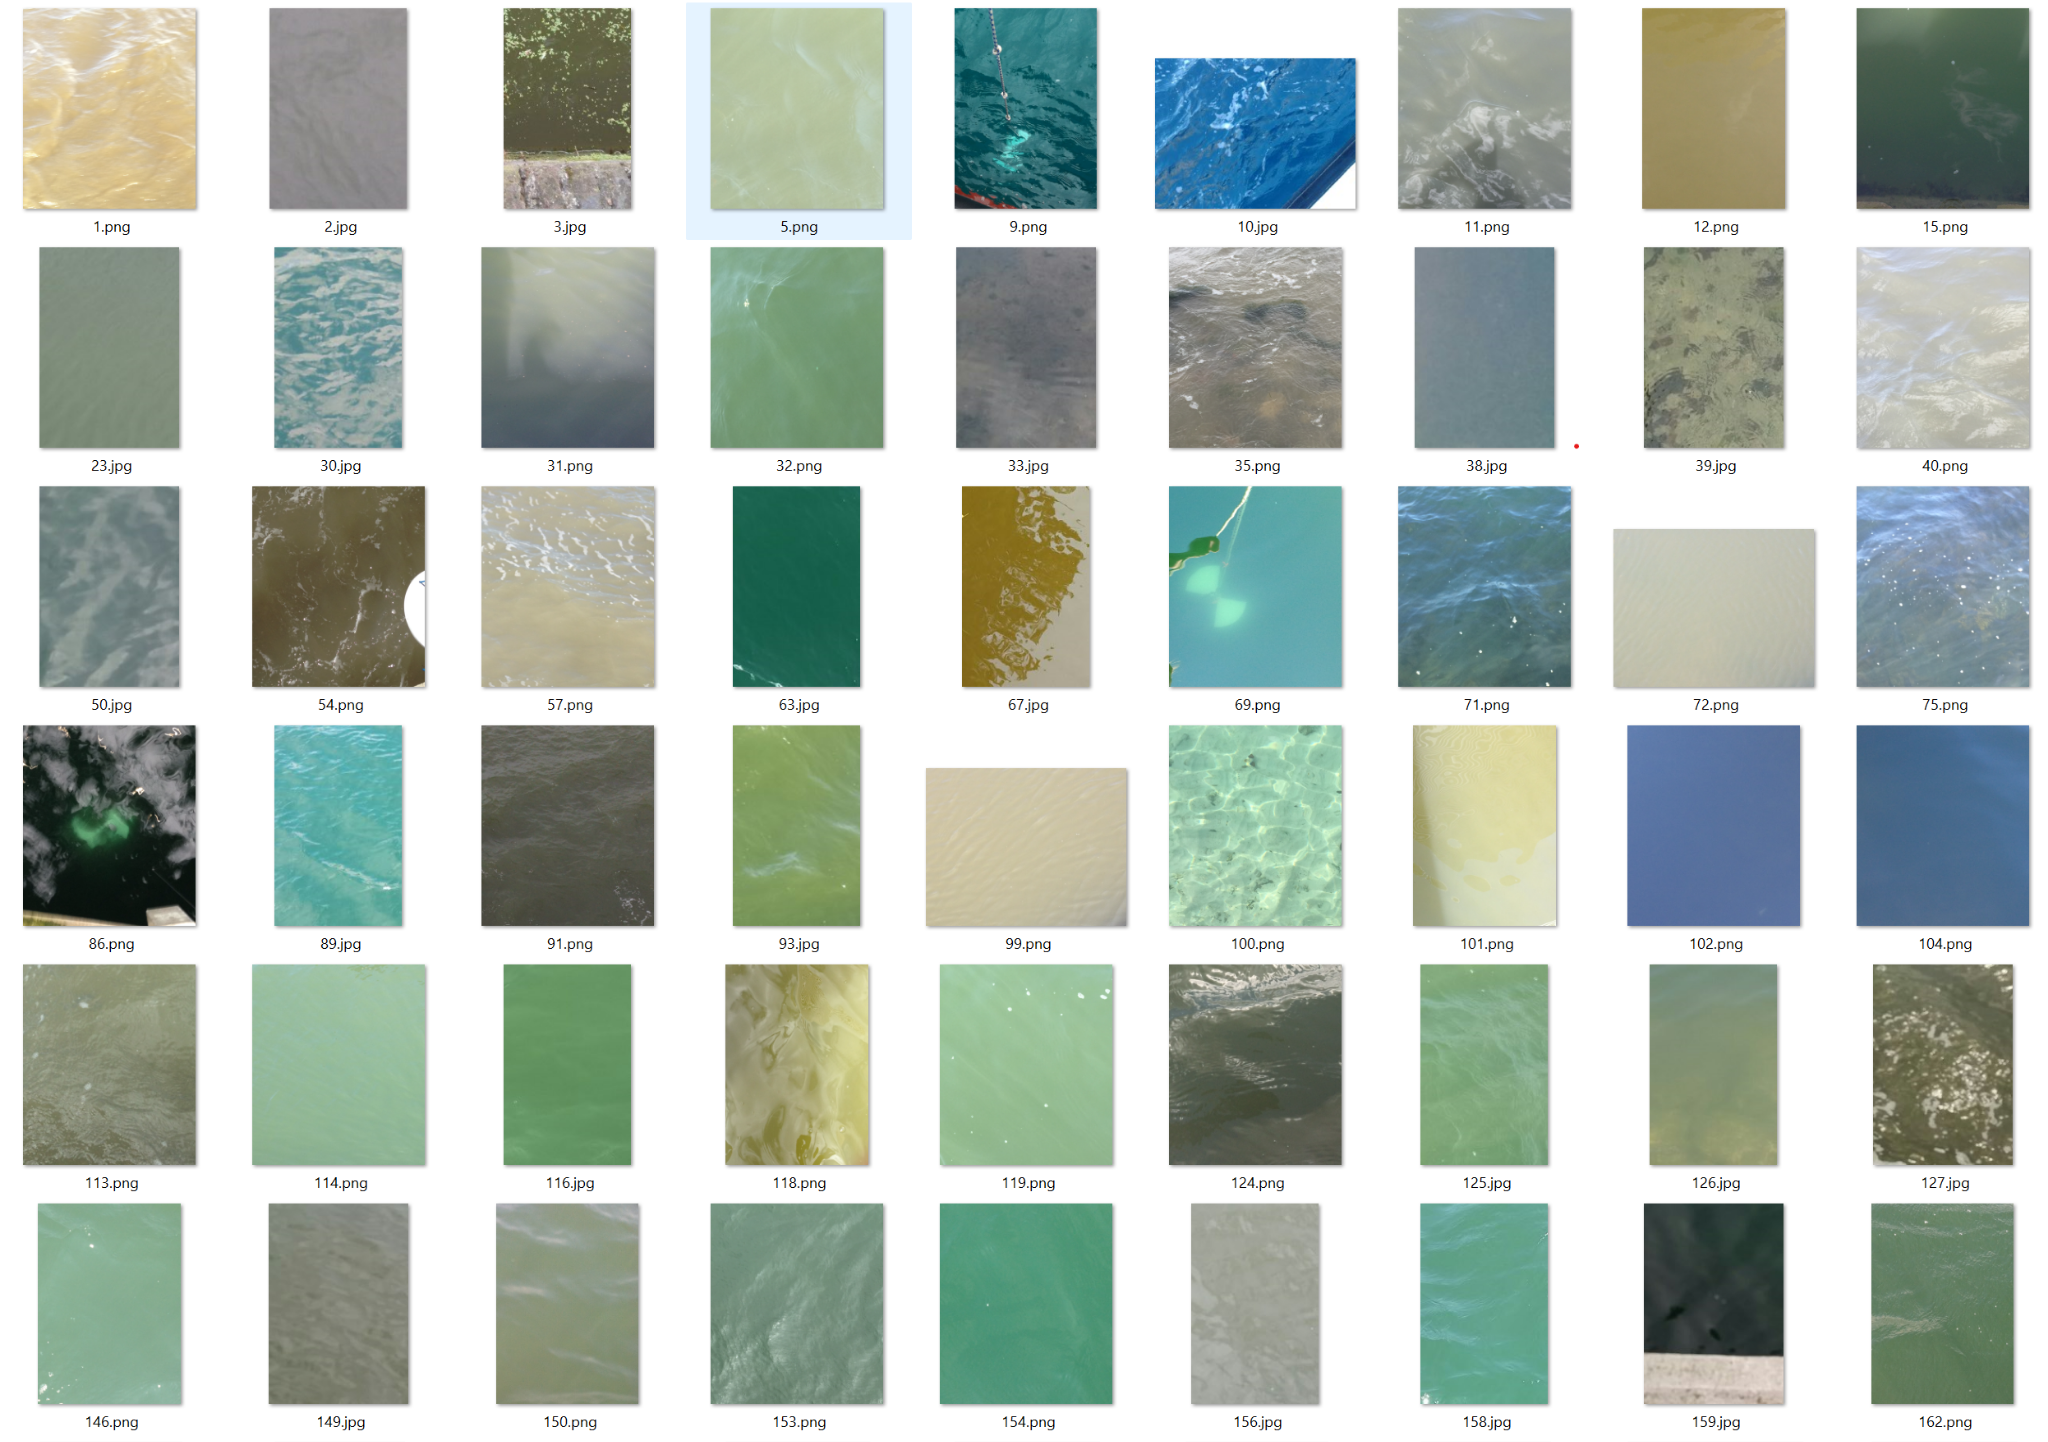 1.png 2.jpg 3.jpg 5.png 9.png 10.jpg 11.png 12.png 15.png
23.jpg 30.jpg 31.png 32.png 33.jpg 35.png 38.jpg 39.jpg 40.png
50.jpg 54.png 57.png 63.jpg 67.jpg 69.png 71.png 72.png 75.png
86.png 89.jpg 91.png 93.jpg 99.png 100.png 101.png 102.png 104.png
113.png 114.png 116.jpg 118.png 119.png 124.png 125.jpg 126.jpg 127.jpg
146.png 149.jpg 150.png 153.png 154.png 156.jpg 158.jpg 159.jpg 162.png